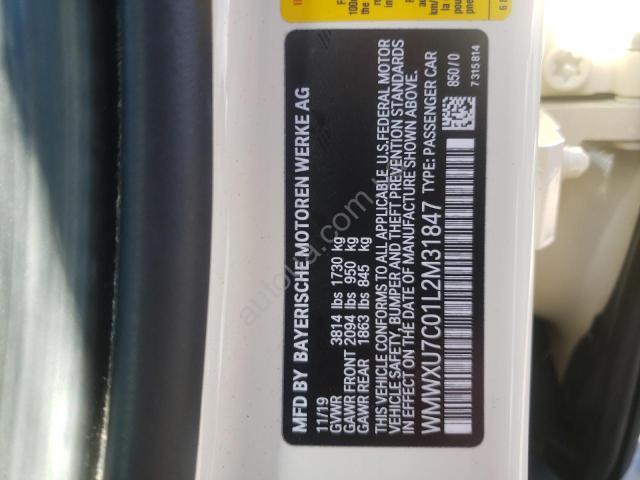 MFD BY BAYERISCHE MOTOREN WERKE AG
11/19
GVWR 3814 lbs 1730 kg
GAWR FRONT 2094 lbs 950 kg
GAWR REAR 1863 lbs 845 kg
THIS VEHICLE CONFORMS TO ALL APPLICABLE U.S.FEDERAL MOTOR
VEHICLE SAFETY, BUMPER AND THEFT PREVENTION STANDARDS
IN EFFECT ON THE DATE OF MANUFACTURE SHOWN ABOVE.
WMWXU7C01L2M31847 TYPE: PASSENGER CAR
850/0
7 315 814